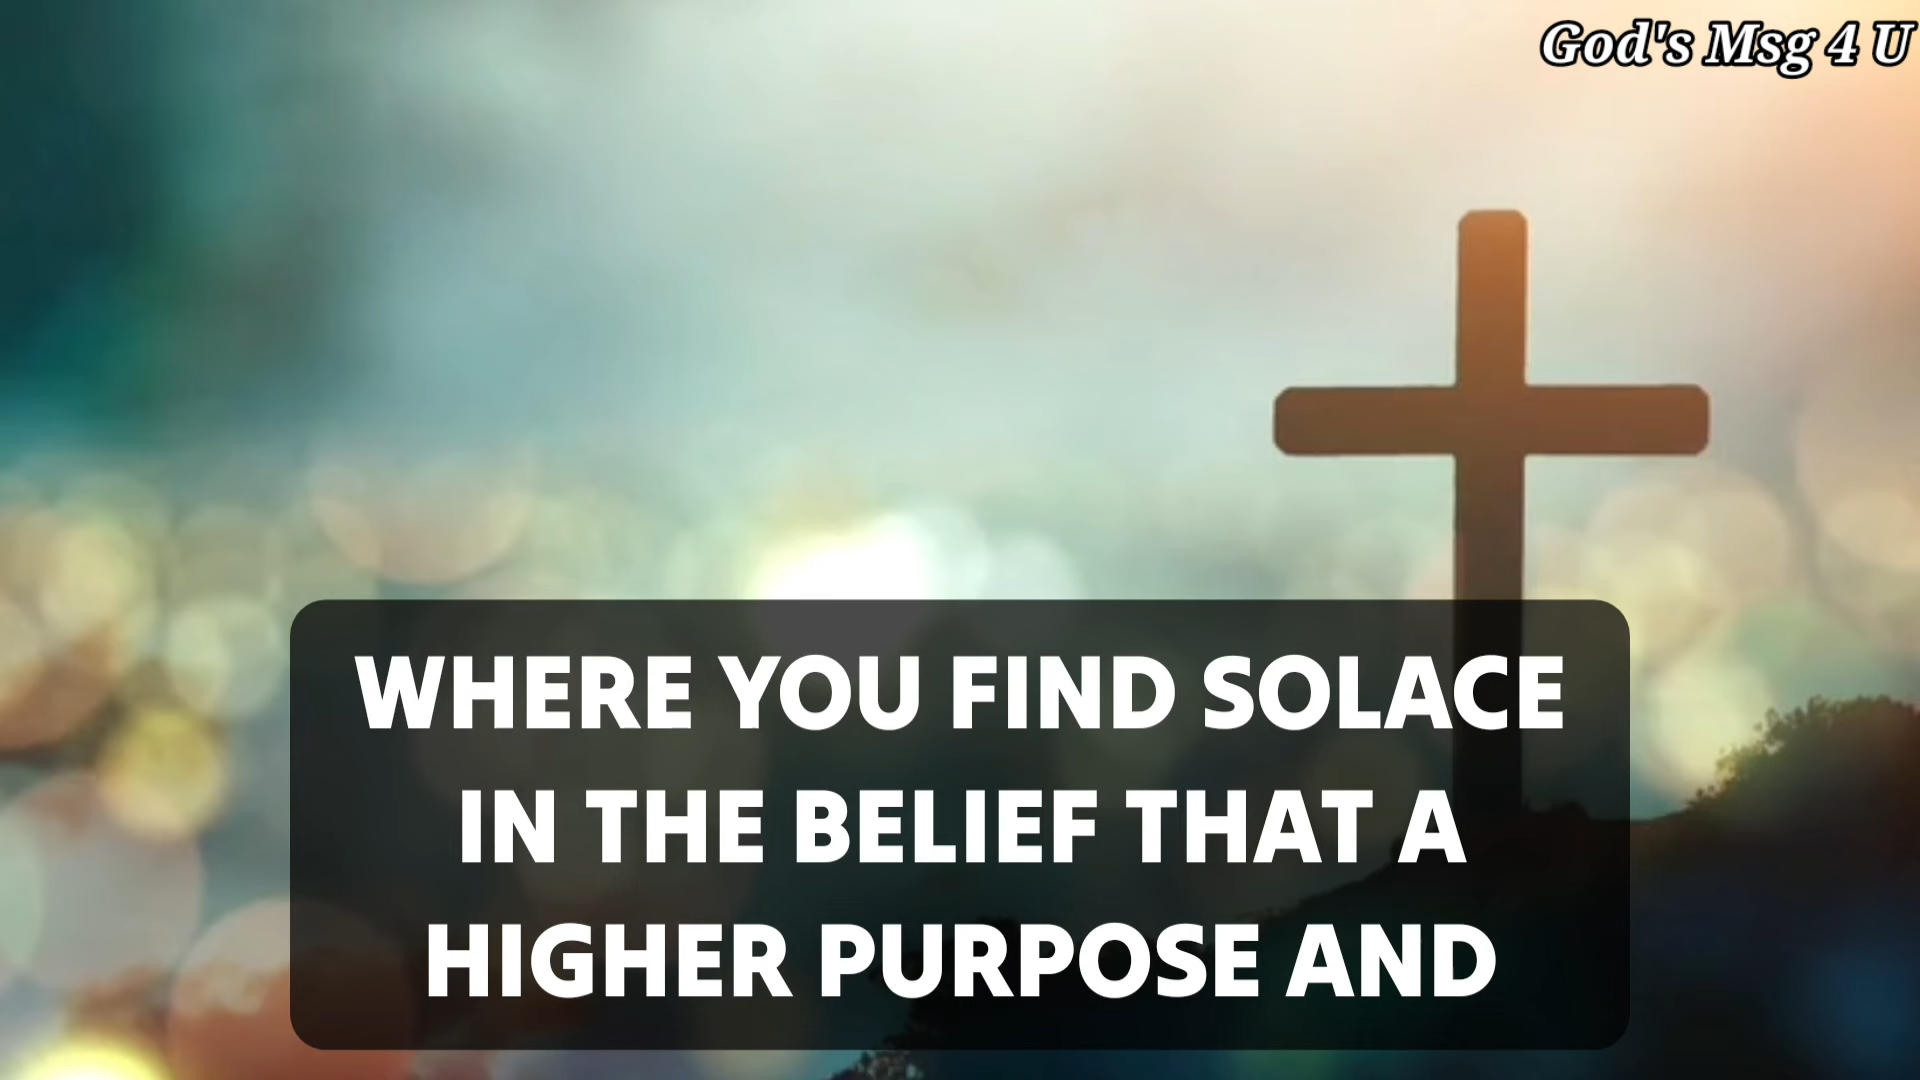 God's Msg 4 U
WHERE YOU FIND SOLACE
IN THE BELIEF THAT A
HIGHER PURPOSE AND